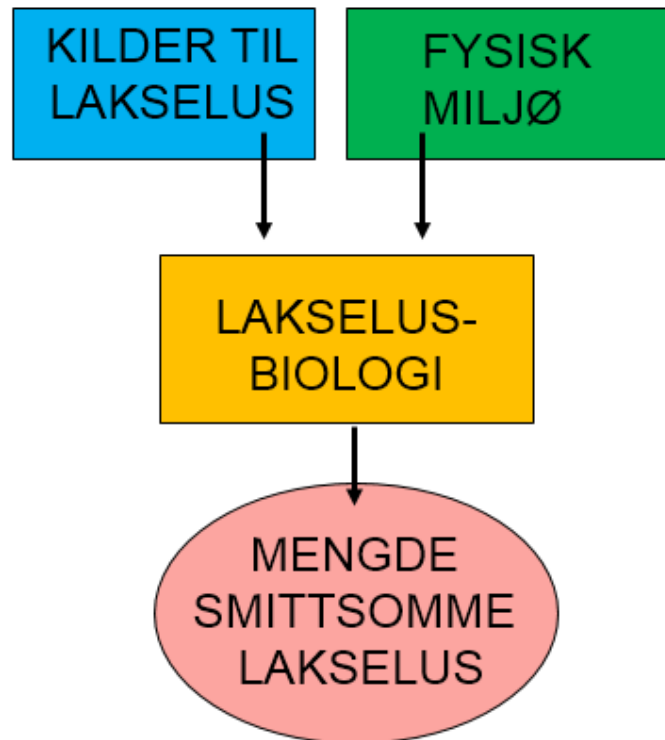 KILDER TIL
LAKSELUS
FYSISK
MILJØ
LAKSELUS-
BIOLOGI
MENGDE
SMITTSOMME
LAKSELUS